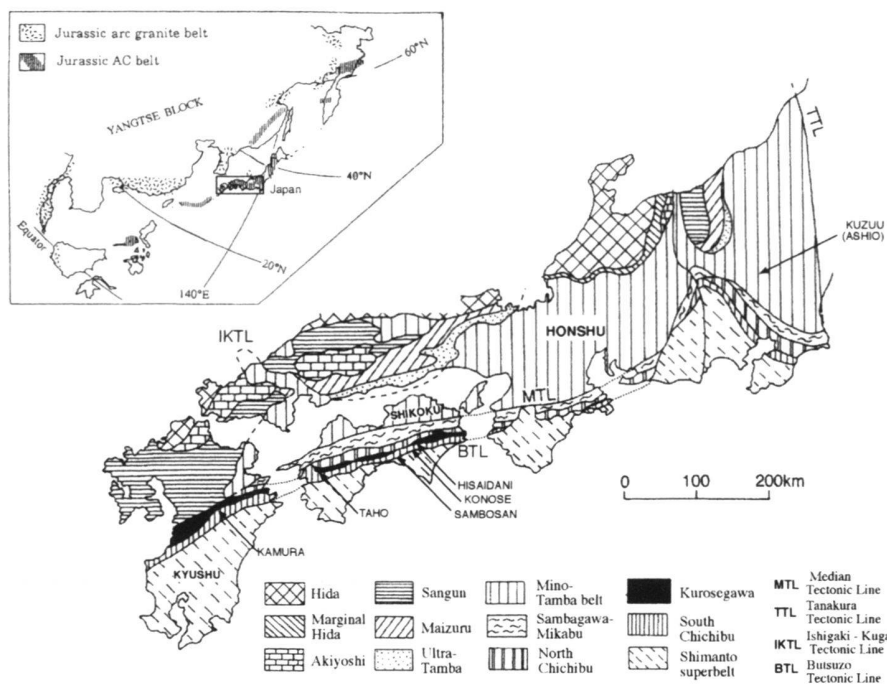 Jurassic arc granite belt
Jurassic AC belt
60°N
YANGTSE BLOCK
40°N
Japan
Equator
20°N
140°E
TTL
KUZUU
(ASHIO)
IKTL
HONSHU
MTL
SHIKOKU
BTL
HISAIDANI
KONOSE
SAMBOSAN
TAHO
KAMURA
KYUSHU
0 100 200km
Hida
Marginal
Hida
Akiyoshi
Sangun
Maizuru
Ultra-
Tamba
Mino-
Tamba belt
Sambagawa-
Mikabu
North
Chichibu
Kurosegawa
South
Chichibu
Shimanto
superbelt
MTL Median
Tectonic Line
TTL Tanakura
Tectonic Line
IKTL Ishigaki - Kuga
Tectonic Line
BTL Butsuzo
Tectonic Line